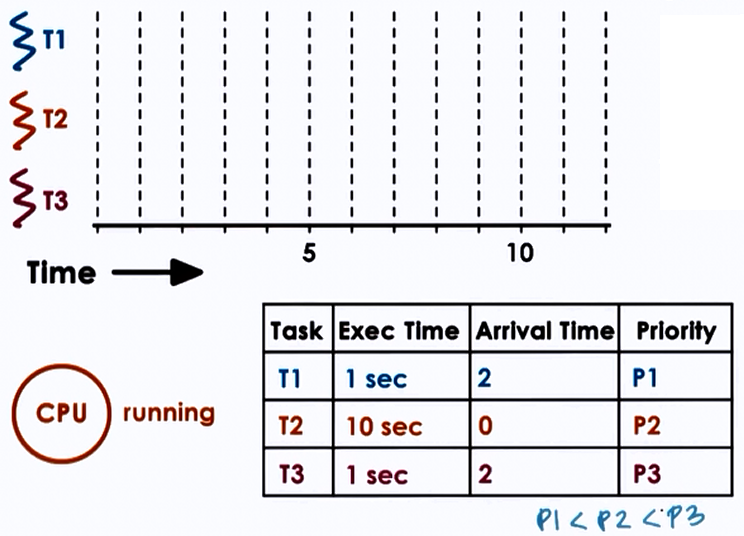 T1
T2
T3
5 10
Time
Task Exec Time Arrival Time Priority
T1 1 sec 2 P1
T2 10 sec 0 P2
T3 1 sec 2 P3
CPU running
P1 < P2 < P3